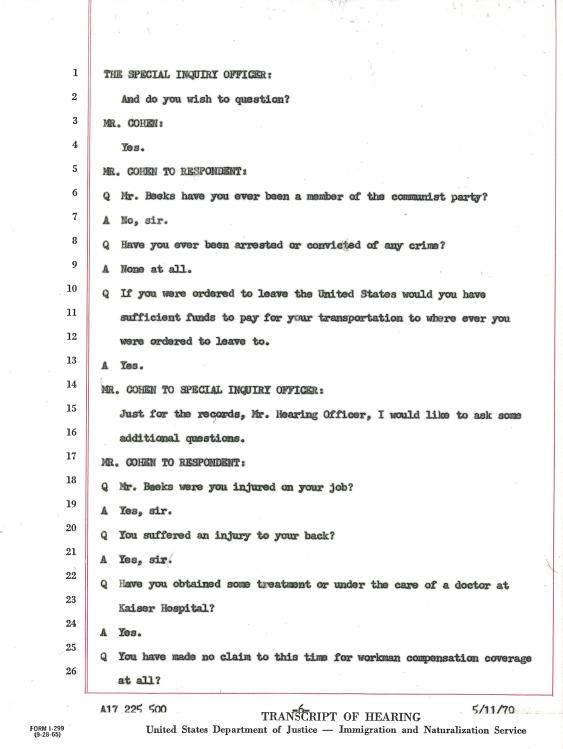 1 THE SPECIAL INQUIRY OFFICER:
2 And do you wish to question?
3 MR. COHEN:
4 Yes.
5 MR. COHEN TO RESPONDENT:
6 Q Mr. Beeks have you ever been a member of the communist party?
7 A No, sir.
8 Q Have you ever been arrested or convicted of any crime?
9 A None at all.
10 Q If you were ordered to leave the United States would you have
11 sufficient funds to pay for your transportation to where ever you
12 were ordered to leave to.
13 A Yes.
14 MR. COHEN TO SPECIAL INQUIRY OFFICER:
15 Just for the records, Mr. Hearing Officer, I would like to ask some
16 additional questions.
17 MR. COHEN TO RESPONDENT:
18 Q Mr. Beeks were you injured on your job?
19 A Yes, sir.
20 Q You suffered an injury to your back?
21 A Yes, sir.
22 Q Have you obtained some treatment or under the care of a doctor at
23 Kaiser Hospital?
24 A Yes.
25 Q You have made no claim to this time for workman compensation coverage
26 at all?
A17 225 500 -6- 5/11/70
TRANSCRIPT OF HEARING
FORM I-299
(9-28-65)
United States Department of Justice — Immigration and Naturalization Service